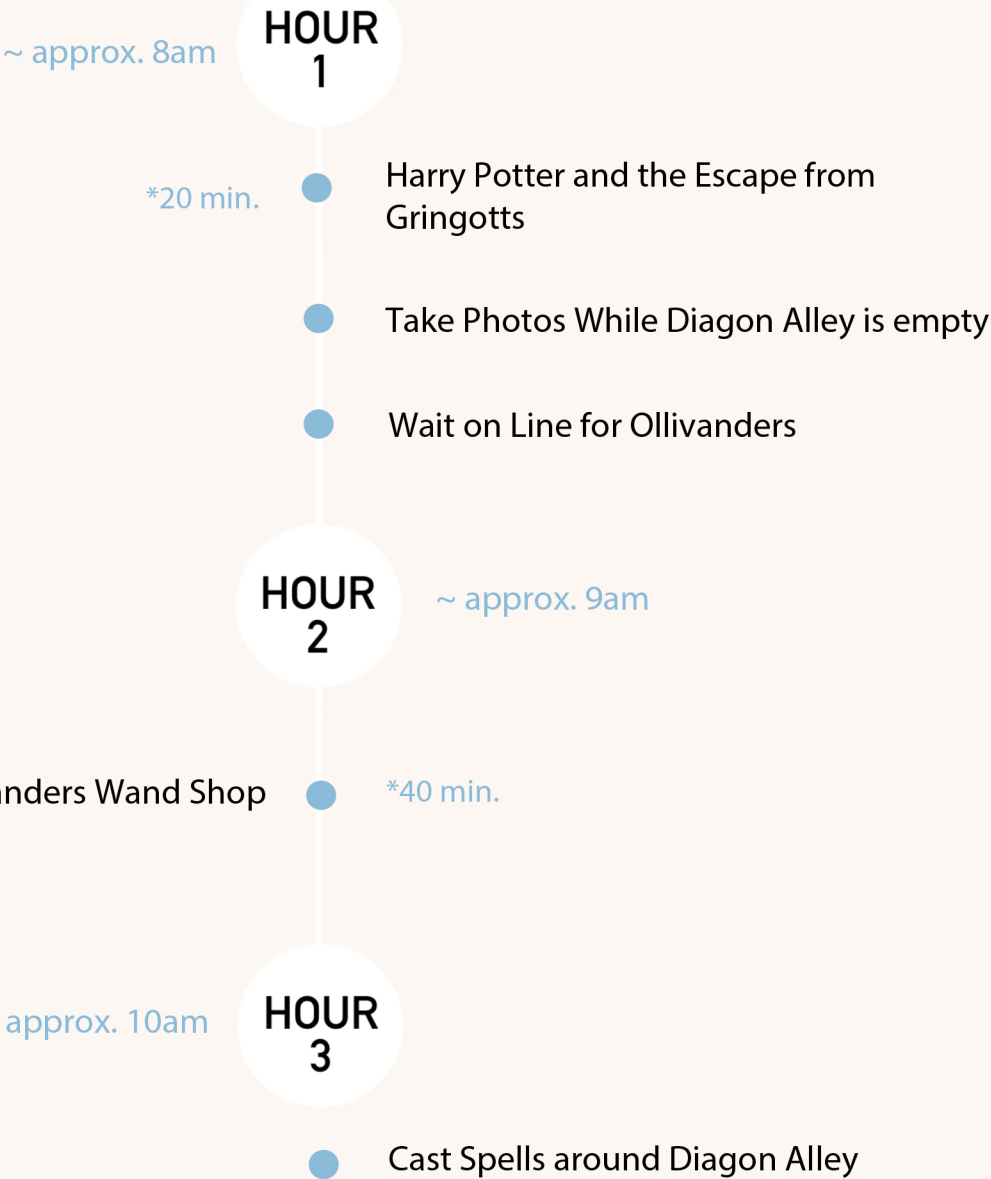 HOUR
1
~ approx. 8am
*20 min.
Harry Potter and the Escape from
Gringotts
Take Photos While Diagon Alley is empty
Wait on Line for Ollivanders
HOUR
2
~ approx. 9am
anders Wand Shop
*40 min.
HOUR
3
approx. 10am
Cast Spells around Diagon Alley